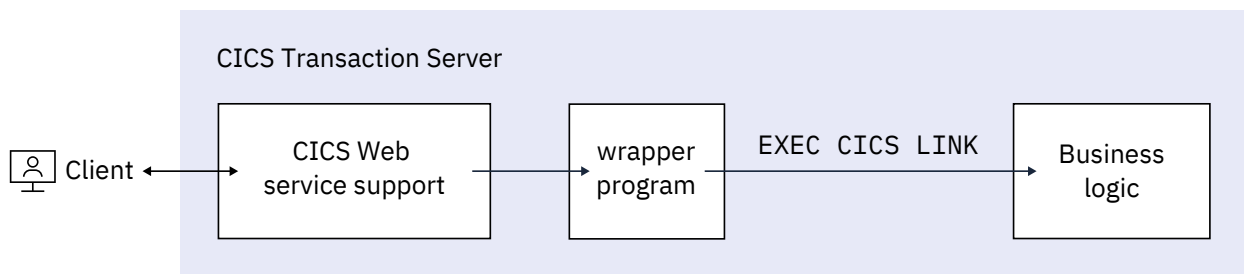 CICS Transaction Server
Client
CICS Web
service support
wrapper
program
EXEC CICS LINK
Business
logic